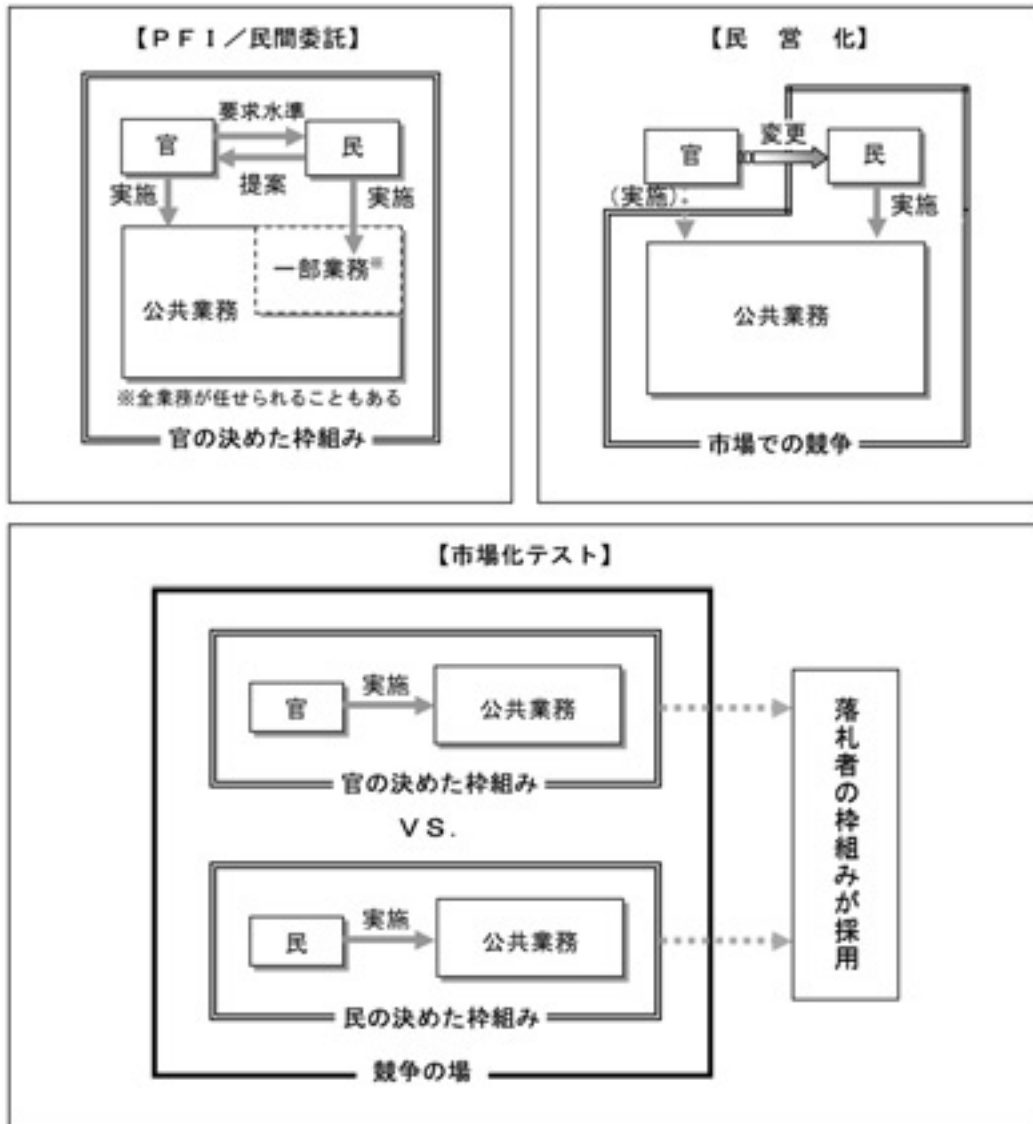 【ＰＦＩ／民間委託】
要求水準
官
民
提案
実施
実施
一部業務※
公共業務
※全業務が任せられることもある
官の決めた枠組み
【民　営　化】
官
変更
民
(実施)
実施
公共業務
市場での競争
【市場化テスト】
官
実施
公共業務
官の決めた枠組み
ＶＳ.
民
実施
公共業務
民の決めた枠組み
競争の場
落札者の枠組みが採用